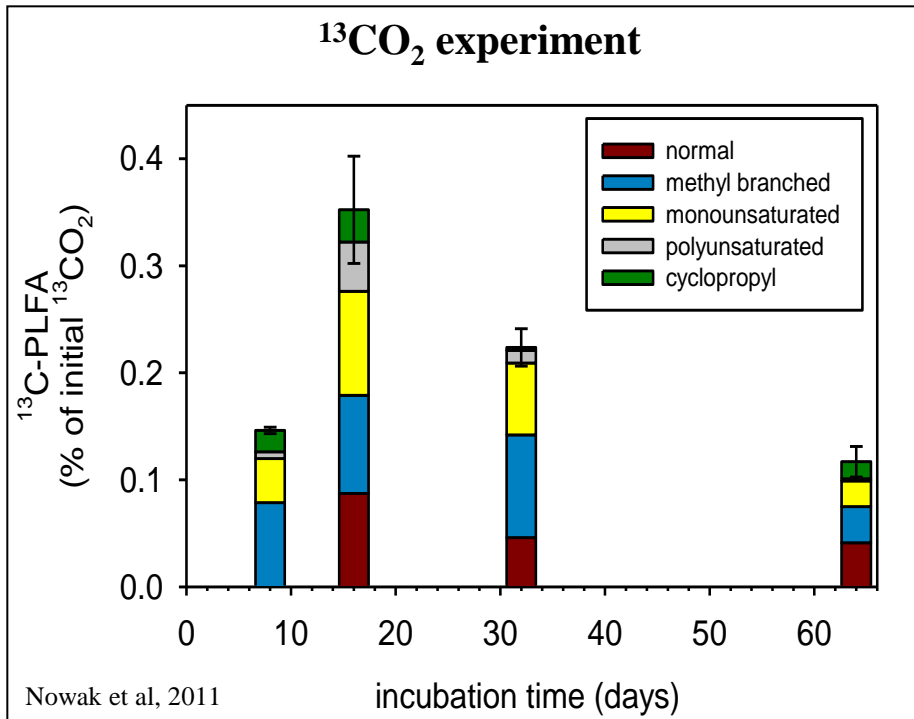 ¹³CO₂ experiment
¹³C-PLFA
(% of initial ¹³CO₂)
0.4
0.3
0.2
0.1
0.0
normal
methyl branched
monounsaturated
polyunsaturated
cyclopropyl
0 10 20 30 40 50 60
incubation time (days)
Nowak et al, 2011